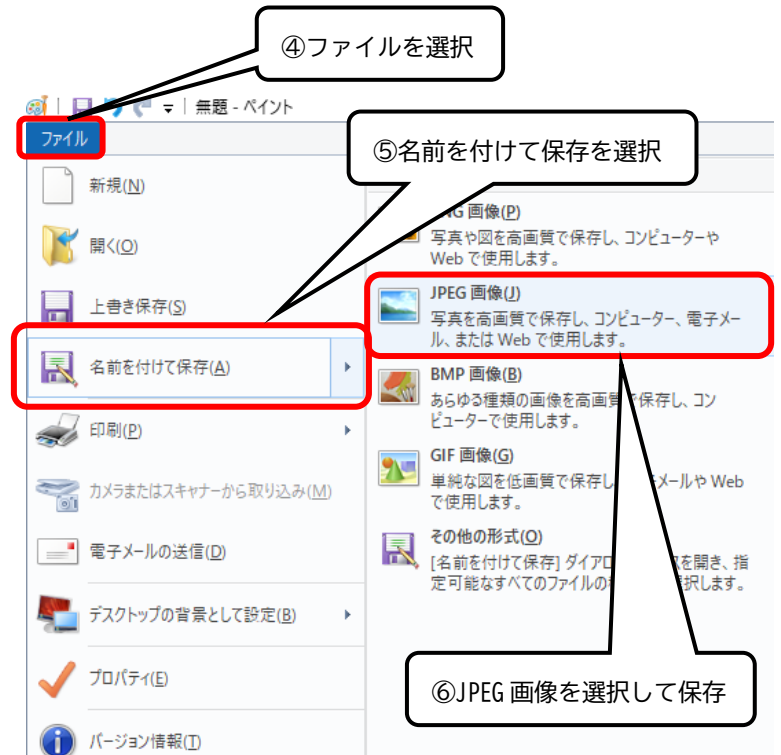 ④ファイルを選択
無題 - ペイント
ファイル
⑤名前を付けて保存を選択
新規(N)
開く(O)
上書き保存(S)
名前を付けて保存(A)
印刷(P)
カメラまたはスキャナーから取り込み(M)
電子メールの送信(D)
デスクトップの背景として設定(B)
プロパティ(E)
バージョン情報(T)
画像(P)
写真や図を高画質で保存し、コンピューターや
Web で使用します。
JPEG 画像(J)
写真を高画質で保存し、コンピューター、電子メー
ル、または Web で使用します。
BMP 画像(B)
あらゆる種類の画像を高画質で保存し、コン
ピューターで使用します。
GIF 画像(G)
単純な図を低画質で保存し メールや Web
で使用します。
その他の形式(O)
[名前を付けて保存] ダイアロ を開き、指
定可能なすべてのファイルの 択します。
⑥JPEG 画像を選択して保存